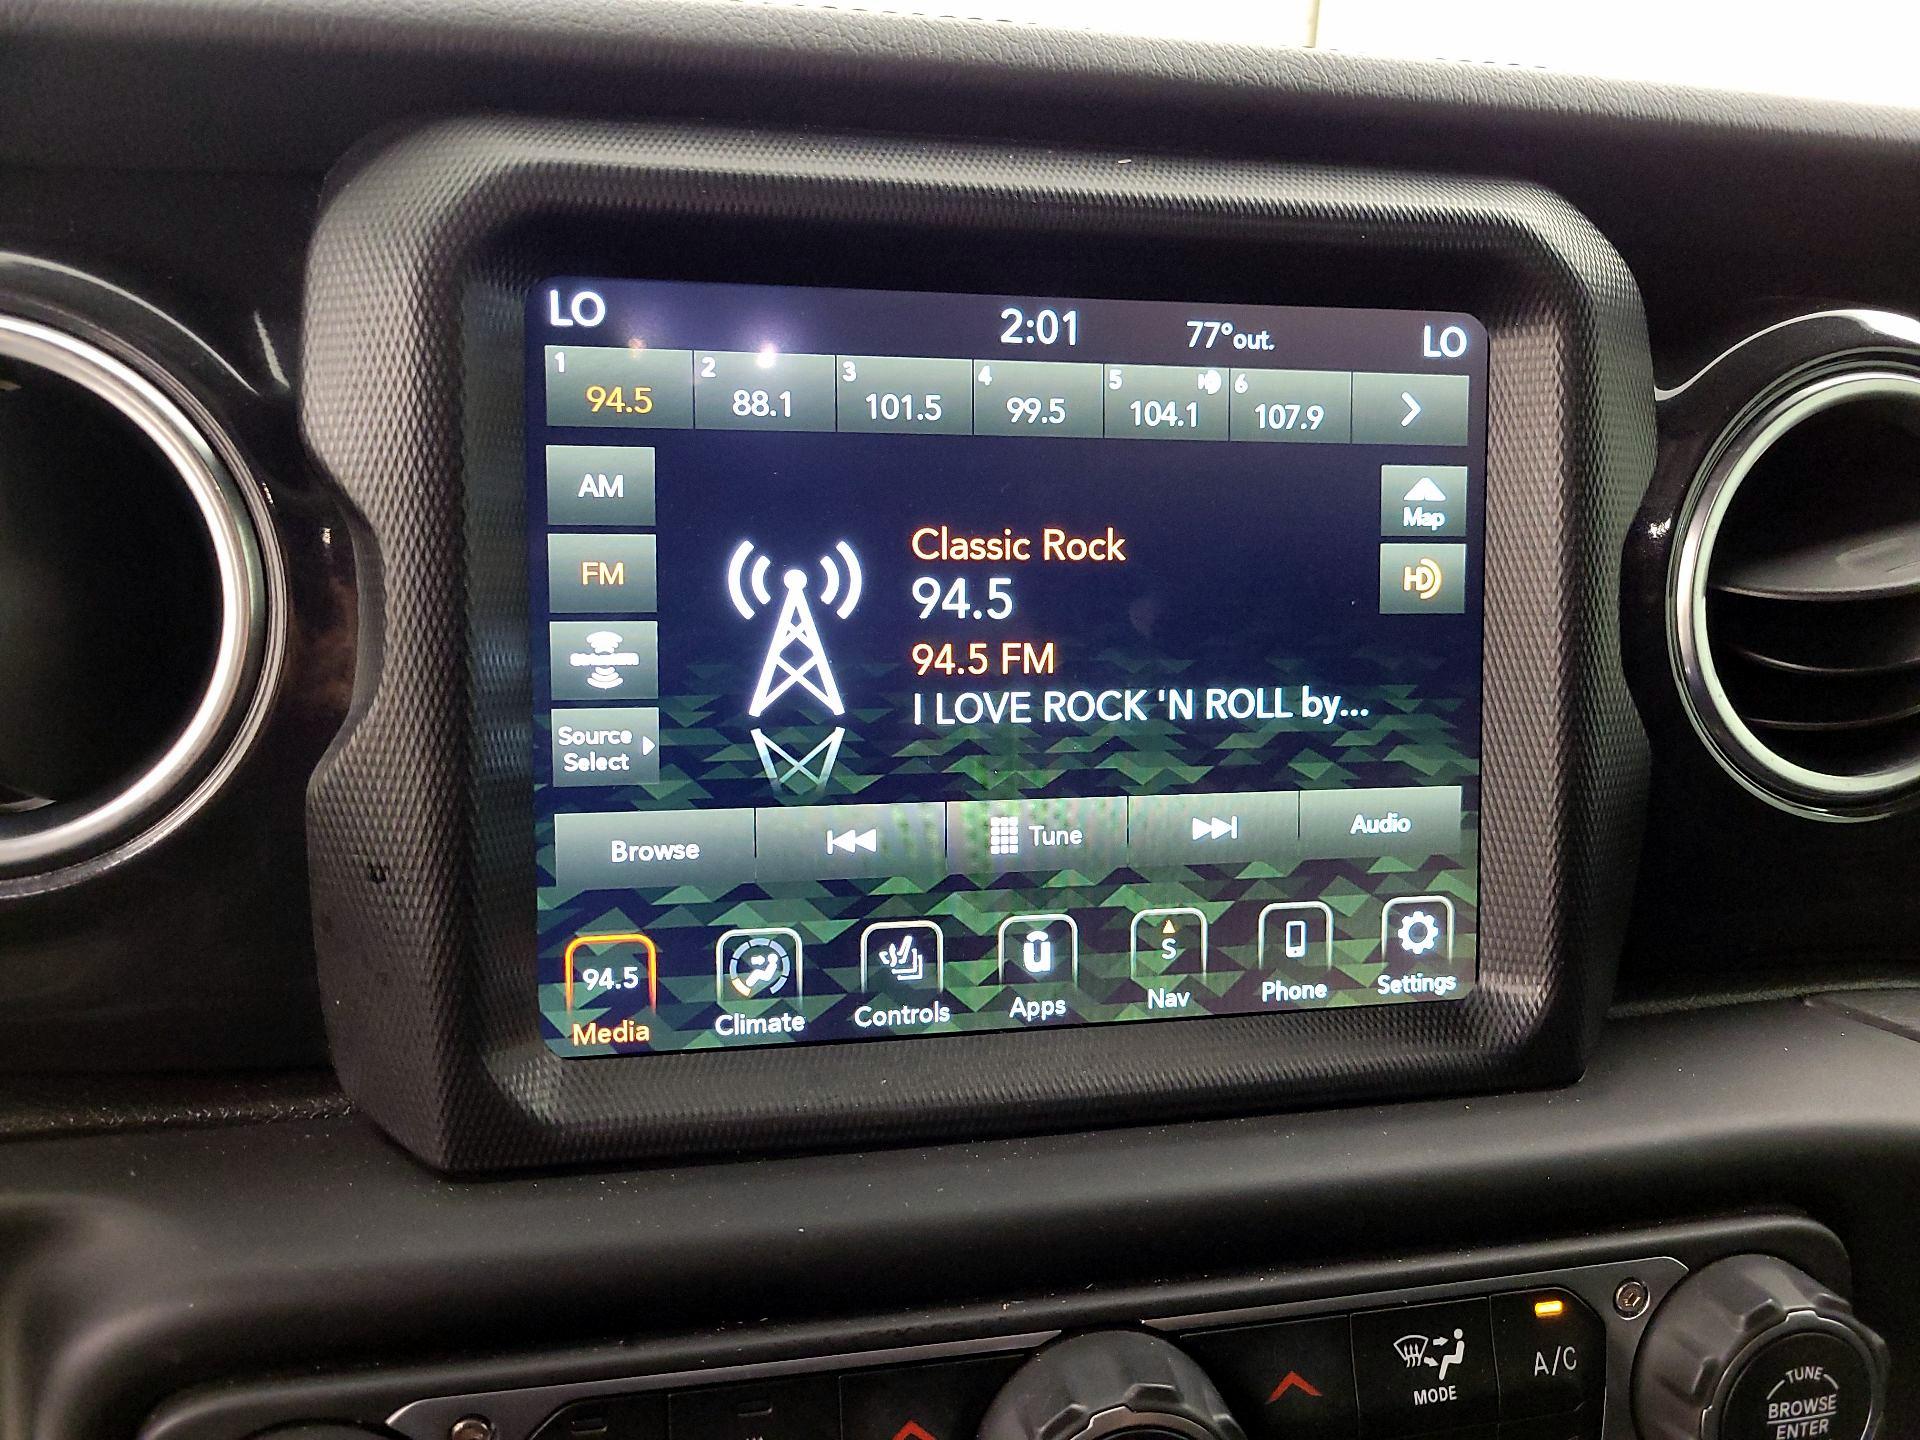 LO 2:01 77°out. LO
1 94.5 2 88.1 3 101.5 4 99.5 5 104.1 6 107.9
AM
Map
FM
HD
Classic Rock
94.5
94.5 FM
I LOVE ROCK 'N ROLL by...
Source
Select
Browse Tune Audio
94.5 S
Media Climate Controls Apps Nav Phone Settings
MODE
A/C
TUNE
BROWSE
ENTER